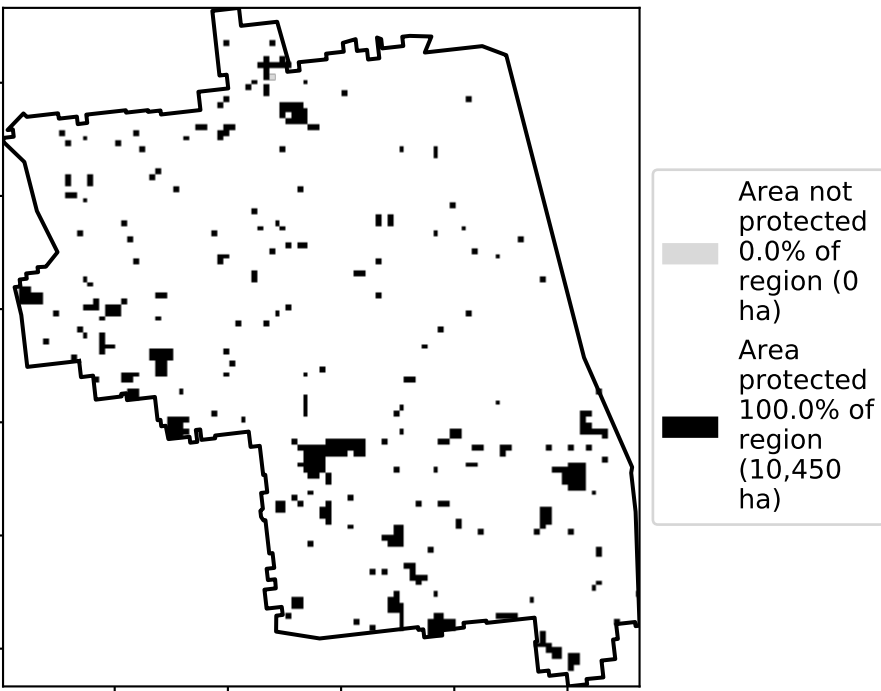 Area not
protected
0.0% of
region (0
ha)
Area
protected
100.0% of
region
(10,450
ha)